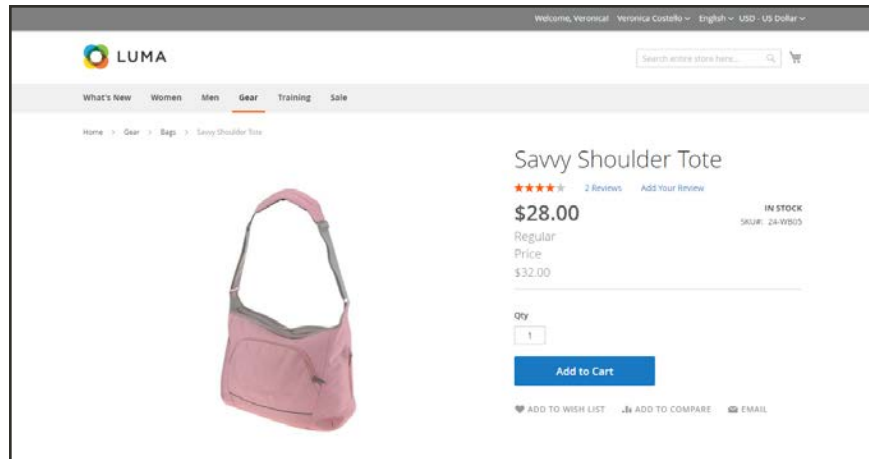 Welcome, Veronica! Veronica Costello English USD - US Dollar
LUMA
Search entire store here...
What's New Women Men Gear Training Sale
Home > Gear > Bags > Savvy Shoulder Tote
Savvy Shoulder Tote
2 Reviews Add Your Review
$28.00
IN STOCK
SKU#: 24-WB05
Regular
Price
$32.00
Qty
1
Add to Cart
ADD TO WISH LIST ADD TO COMPARE EMAIL